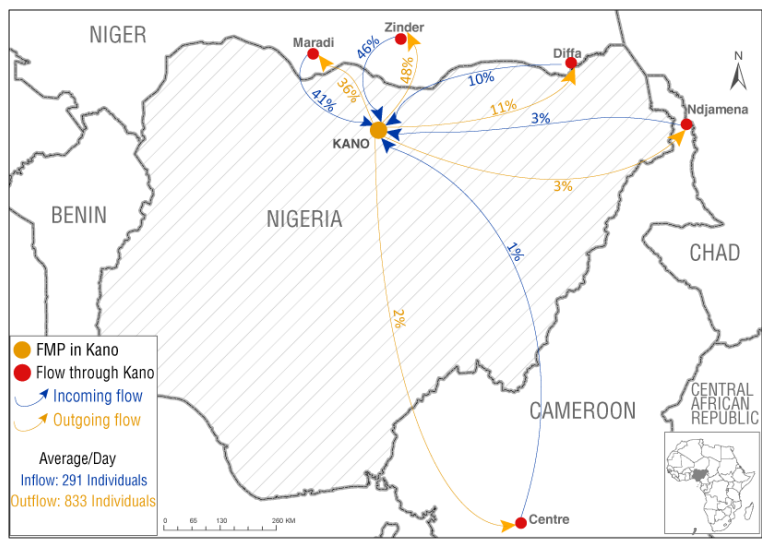 NIGER
Maradi
Zinder
Diffa
N
46%
48%
36%
41%
10%
11%
Ndjamena
3%
KANO
3%
BENIN
NIGERIA
CHAD
1%
2%
FMP in Kano
Flow through Kano
Incoming flow
Outgoing flow
Average/Day
Inflow: 291 Individuals
Outflow: 833 Individuals
CAMEROON
CENTRAL
AFRICAN
REPUBLIC
0 65 130 260 KM
Centre